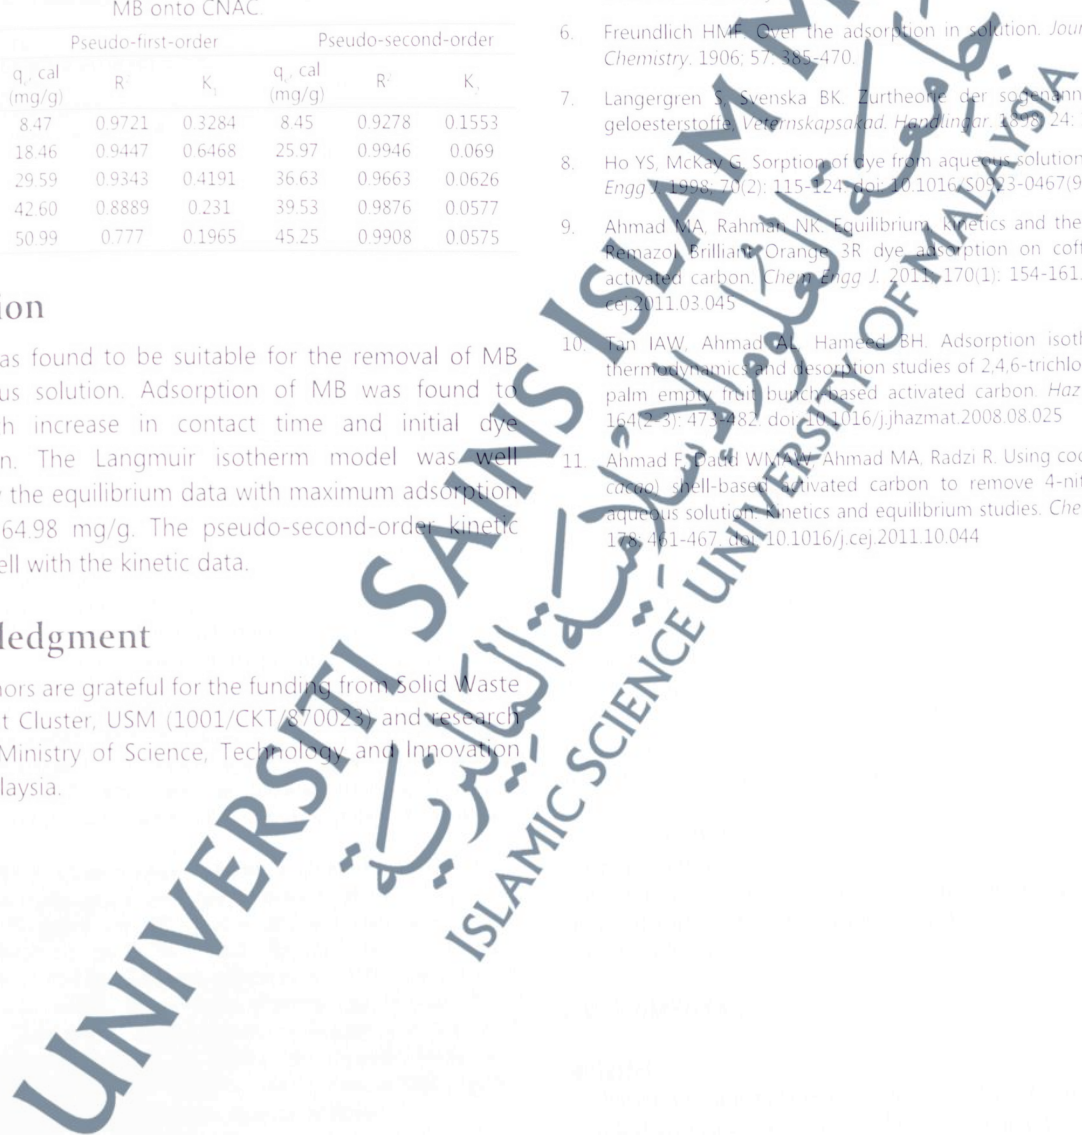 MB onto CNAC.
Pseudo-first-order Pseudo-second-order
q, cal (mg/g) R² K₁ q, cal (mg/g) R² K₂
8.47 0.9721 0.3284 8.45 0.9278 0.1553
18.46 0.9447 0.6468 25.97 0.9946 0.069
29.59 0.9343 0.4191 36.63 0.9663 0.0626
42.60 0.8889 0.231 39.53 0.9876 0.0577
50.99 0.777 0.1965 45.25 0.9908 0.0575
ion
as found to be suitable for the removal of MB
us solution. Adsorption of MB was found to
h increase in contact time and initial dye
n. The Langmuir isotherm model was well
the equilibrium data with maximum adsorption
64.98 mg/g. The pseudo-second-order kinetic
ell with the kinetic data.
ledgment
hors are grateful for the funding from Solid Waste
t Cluster, USM (1001/CKT/870023) and research
Ministry of Science, Technology and Innovation
laysia.
6. Freundlich HMF. Over the adsorption in solution. Jour
Chemistry. 1906; 57: 385-470.
7. Langergren S, Svenska BK. Zurtheorie der sogenann
geloesterstoffe. Veternskapsakad. Handlingar. 1898; 24:
8. Ho YS, McKay G. Sorption of dye from aqueous solution
Engg J. 1998; 70(2): 115-124. doi: 10.1016/S0923-0467(9
9. Ahmad MA, Rahman NK. Equilibrium, kinetics and the
Remazol Brilliant Orange 3R dye adsorption on coff
activated carbon. Chem Engg J. 2011; 170(1): 154-161.
cej.2011.03.045
10. Tan IAW, Ahmad AL, Hameed BH. Adsorption isoth
thermodynamics and desorption studies of 2,4,6-trichlo
palm empty fruit bunch-based activated carbon. Haz
164(2-3): 473-482. doi: 10.1016/j.jhazmat.2008.08.025
11. Ahmad F, Daud WMAW, Ahmad MA, Radzi R. Using coc
cacao) shell-based activated carbon to remove 4-nit
aqueous solution: Kinetics and equilibrium studies. Che
178: 461-467. doi: 10.1016/j.cej.2011.10.044
UNIVERSITI SAINS ISLAM M
جامعة العلوم الإسلامية الماليزية
ISLAMIC SCIENCE UNIVERSITY OF MALAYSIA